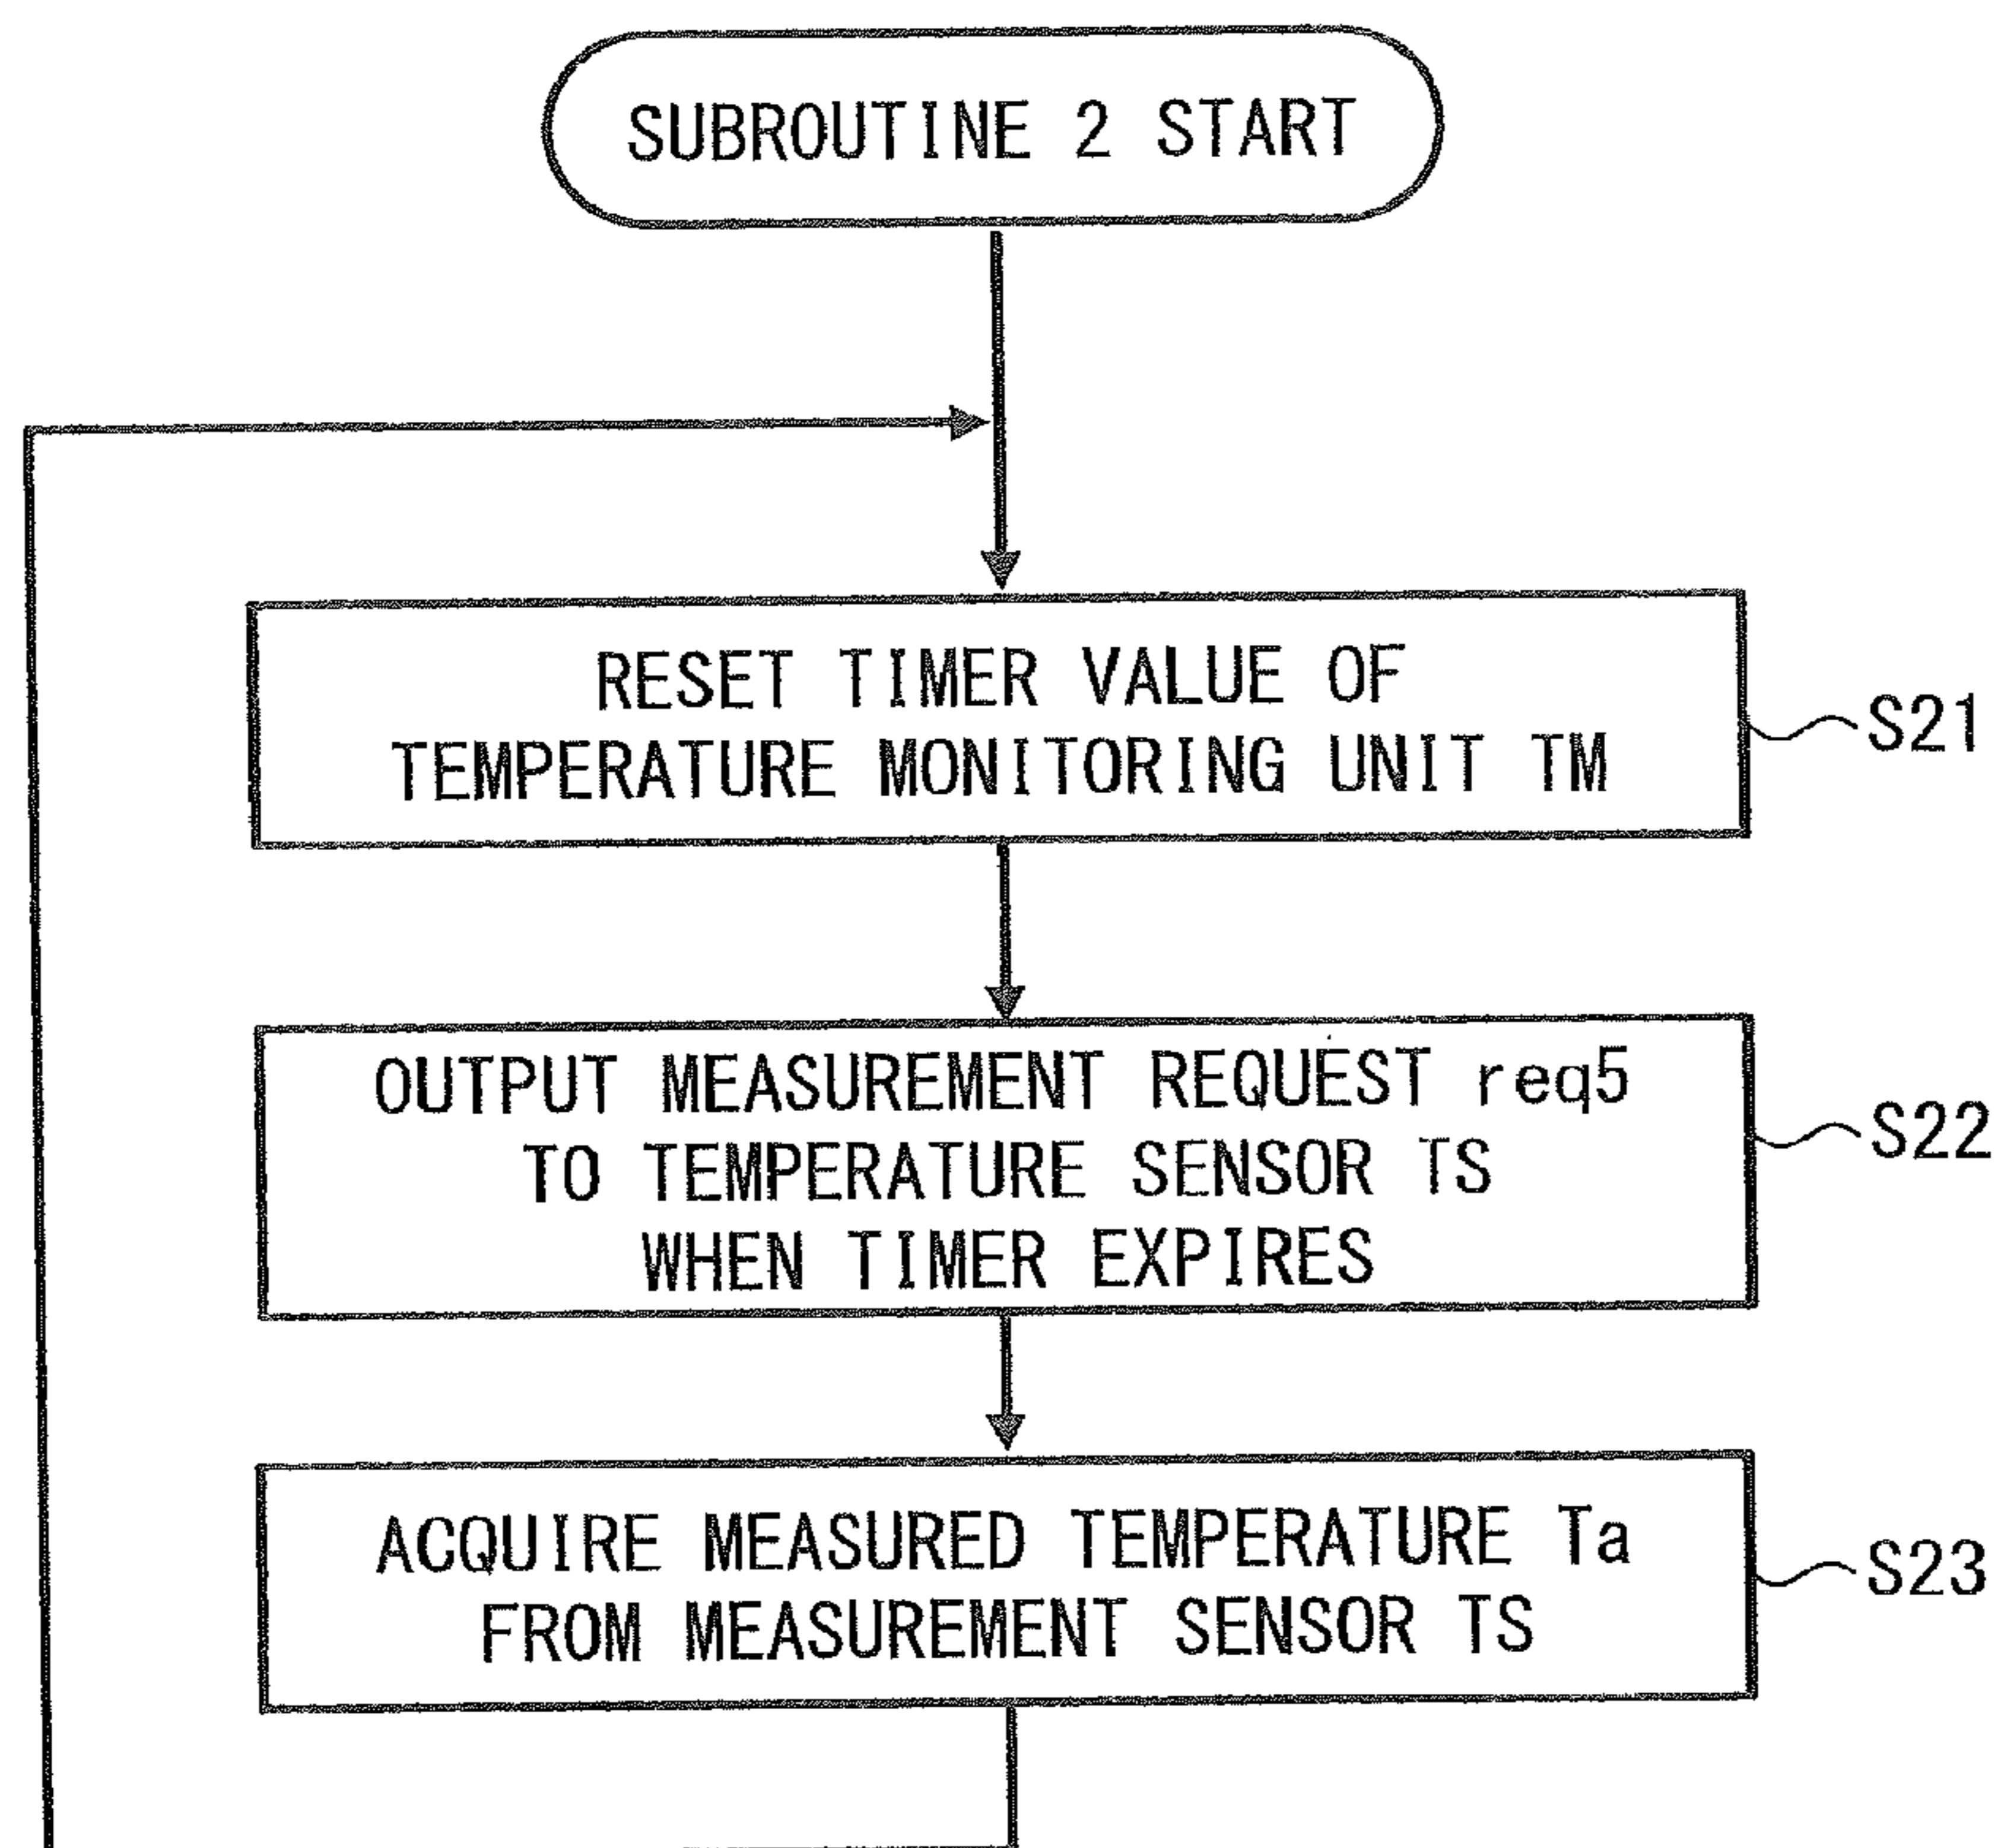 SUBROUTINE 2 START
RESET TIMER VALUE OF
TEMPERATURE MONITORING UNIT TM
S21
OUTPUT MEASUREMENT REQUEST req5
TO TEMPERATURE SENSOR TS
WHEN TIMER EXPIRES
S22
ACQUIRE MEASURED TEMPERATURE Ta
FROM MEASUREMENT SENSOR TS
S23